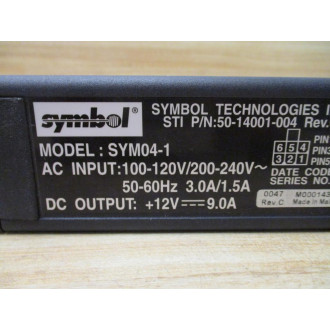 symbol®
SYMBOL TECHNOLOGIES
STI P/N:50-14001-004 Rev.
MODEL : SYM04-1
PIN
AC INPUT:100-120V/200-240V~
6 5 4 PIN3
3 2 1 PIN5
50-60Hz 3.0A/1.5A
DATE CODE
SERIES NO.
DC OUTPUT: +12V⎓9.0A
0047 M000143
Rev.C Made in